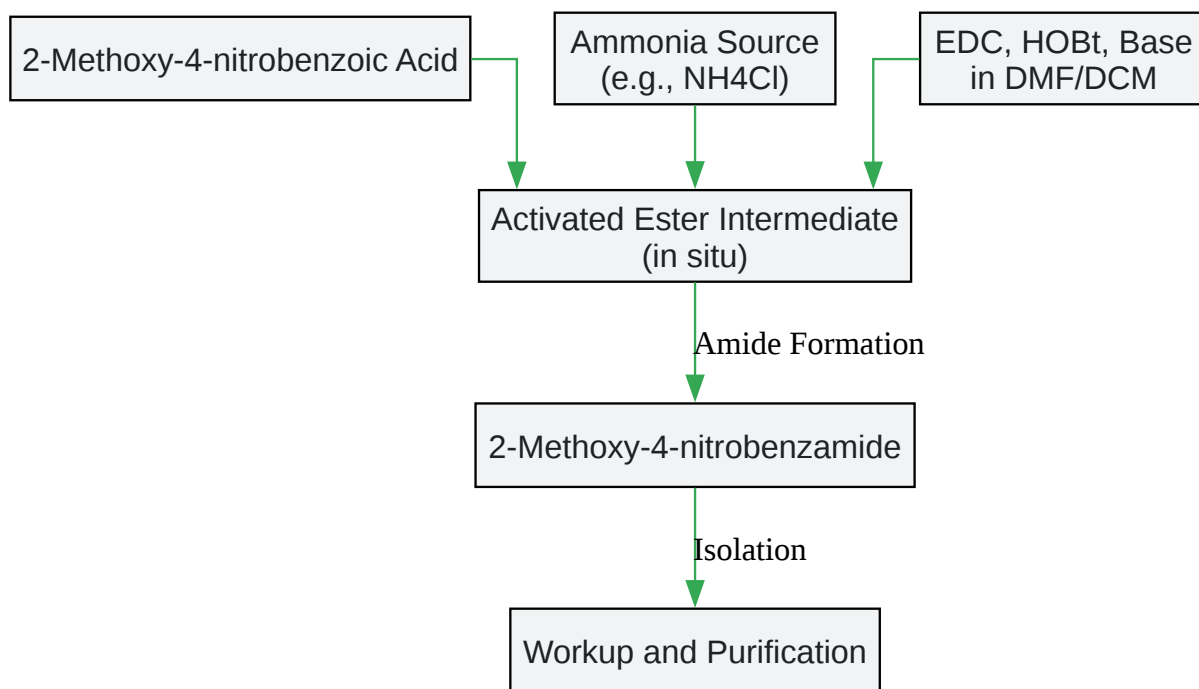 2-Methoxy-4-nitrobenzoic Acid
Ammonia Source
(e.g., NH4Cl)
EDC, HOBt, Base
in DMF/DCM
Activated Ester Intermediate
(in situ)
Amide Formation
2-Methoxy-4-nitrobenzamide
Isolation
Workup and Purification